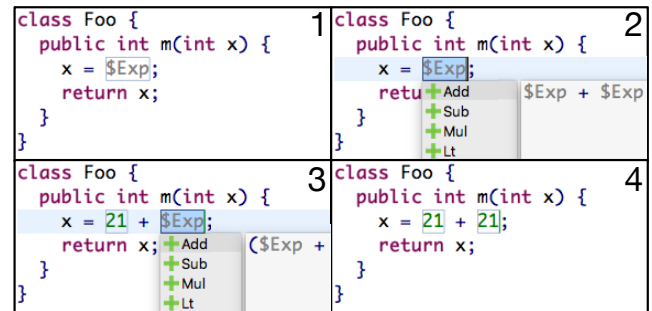 class Foo {
1
public int m(int x) {
x = $Exp;
return x;
}
}
class Foo {
2
public int m(int x) {
x = $Exp;
retu
Add
$Exp + $Exp
Sub
Mul
Lt
}
}
class Foo {
3
public int m(int x) {
x = 21 + $Exp;
return x;
Add
($Exp +
Sub
Mul
Lt
}
}
class Foo {
4
public int m(int x) {
x = 21 + 21;
return x;
}
}